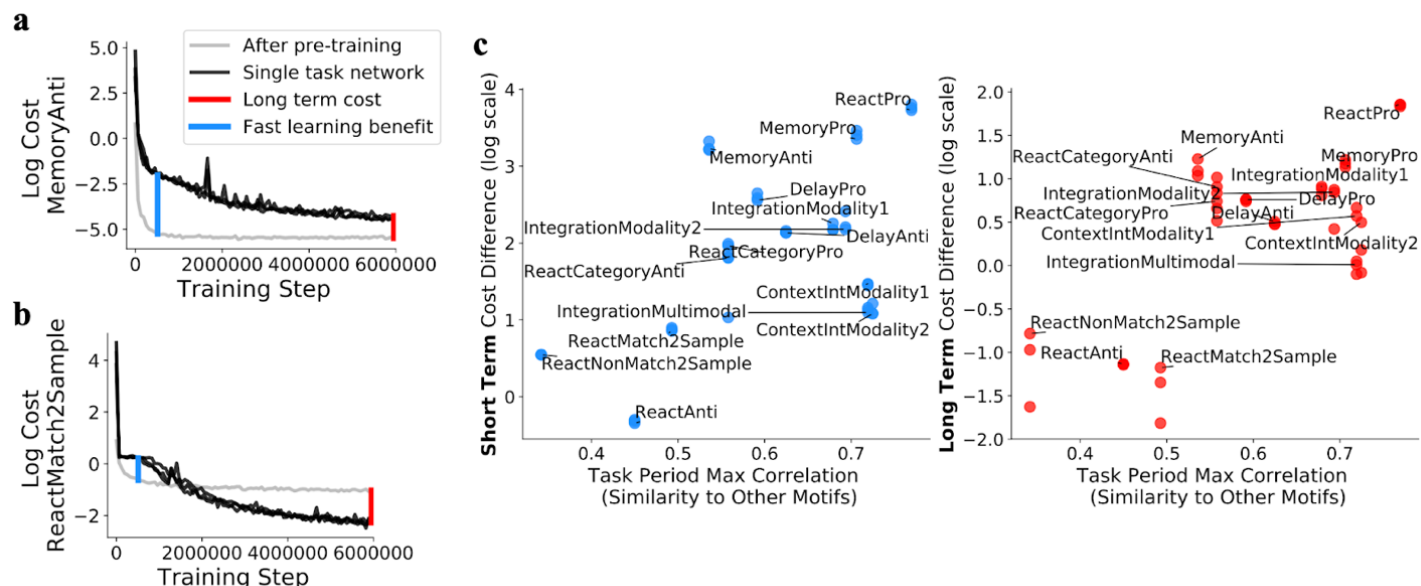 a
Log Cost
MemoryAnti
5.0
2.5
0.0
−2.5
−5.0
0 2000000 4000000 6000000
Training Step
After pre-training
Single task network
Long term cost
Fast learning benefit
b
Log Cost
ReactMatch2Sample
4
2
0
−2
0 2000000 4000000 6000000
Training Step
c
Short Term Cost Difference (log scale)
4
3
2
1
0
ReactPro
MemoryPro
MemoryAnti
DelayPro
IntegrationModality1
IntegrationModality2
DelayAnti
ReactCategoryPro
ReactCategoryAnti
ContextIntModality1
IntegrationMultimodal
ContextIntModality2
ReactMatch2Sample
ReactNonMatch2Sample
ReactAnti
0.4 0.5 0.6 0.7
Task Period Max Correlation
(Similarity to Other Motifs)
Long Term Cost Difference (log scale)
2.0
1.5
1.0
0.5
0.0
−0.5
−1.0
−1.5
−2.0
ReactPro
MemoryAnti
MemoryPro
ReactCategoryAnti
IntegrationModality1
IntegrationModality2
DelayPro
ReactCategoryPro
DelayAnti
ContextIntModality1
ContextIntModality2
IntegrationMultimodal
ReactNonMatch2Sample
ReactAnti
ReactMatch2Sample
0.4 0.5 0.6 0.7
Task Period Max Correlation
(Similarity to Other Motifs)